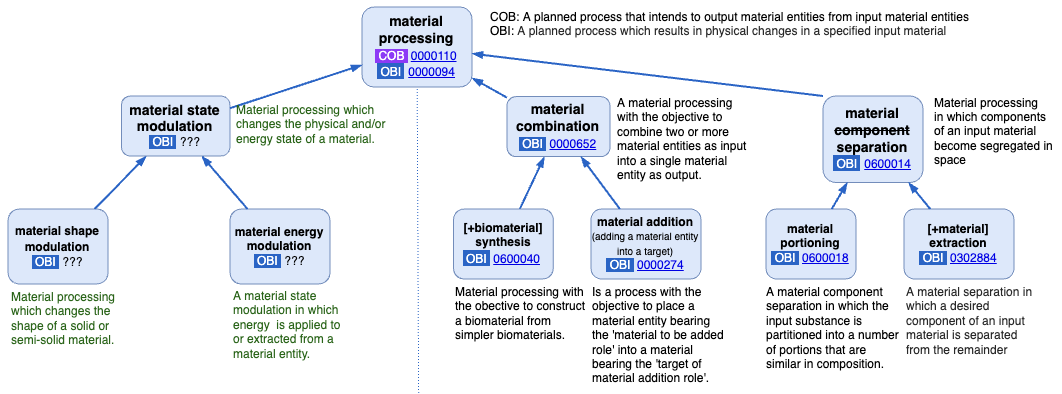 material
processing
COB 0000110
OBI 0000094
COB: A planned process that intends to output material entities from input material entities
OBI: A planned process which results in physical changes in a specified input material
material state
modulation
OBI ???
Material processing which
changes the physical and/or
energy state of a material.
material
combination
OBI 0000652
A material processing
with the objective to
combine two or more
material entities as input
into a single material
entity as output.
material
component
separation
OBI 0600014
Material processing
in which components
of an input material
become segregated in
space
material shape
modulation
OBI ???
Material processing
which changes the
shape of a solid or
semi-solid material.
material energy
modulation
OBI ???
A material state
modulation in which
energy is applied to
or extracted from a
material entity.
[+biomaterial]
synthesis
OBI 0600040
Material processing with
the obective to construct
a biomaterial from
simpler biomaterials.
material addition
(adding a material entity
into a target)
OBI 0000274
Is a process with the
objective to place a
material entity bearing
the 'material to be added
role' into a material
bearing the 'target of
material addition role'.
material
portioning
OBI 0600018
A material component
separation in which the
input substance is
partitioned into a number
of portions that are
similar in composition.
[+material]
extraction
OBI 0302884
A material separation in
which a desired
component of an input
material is separated
from the remainder